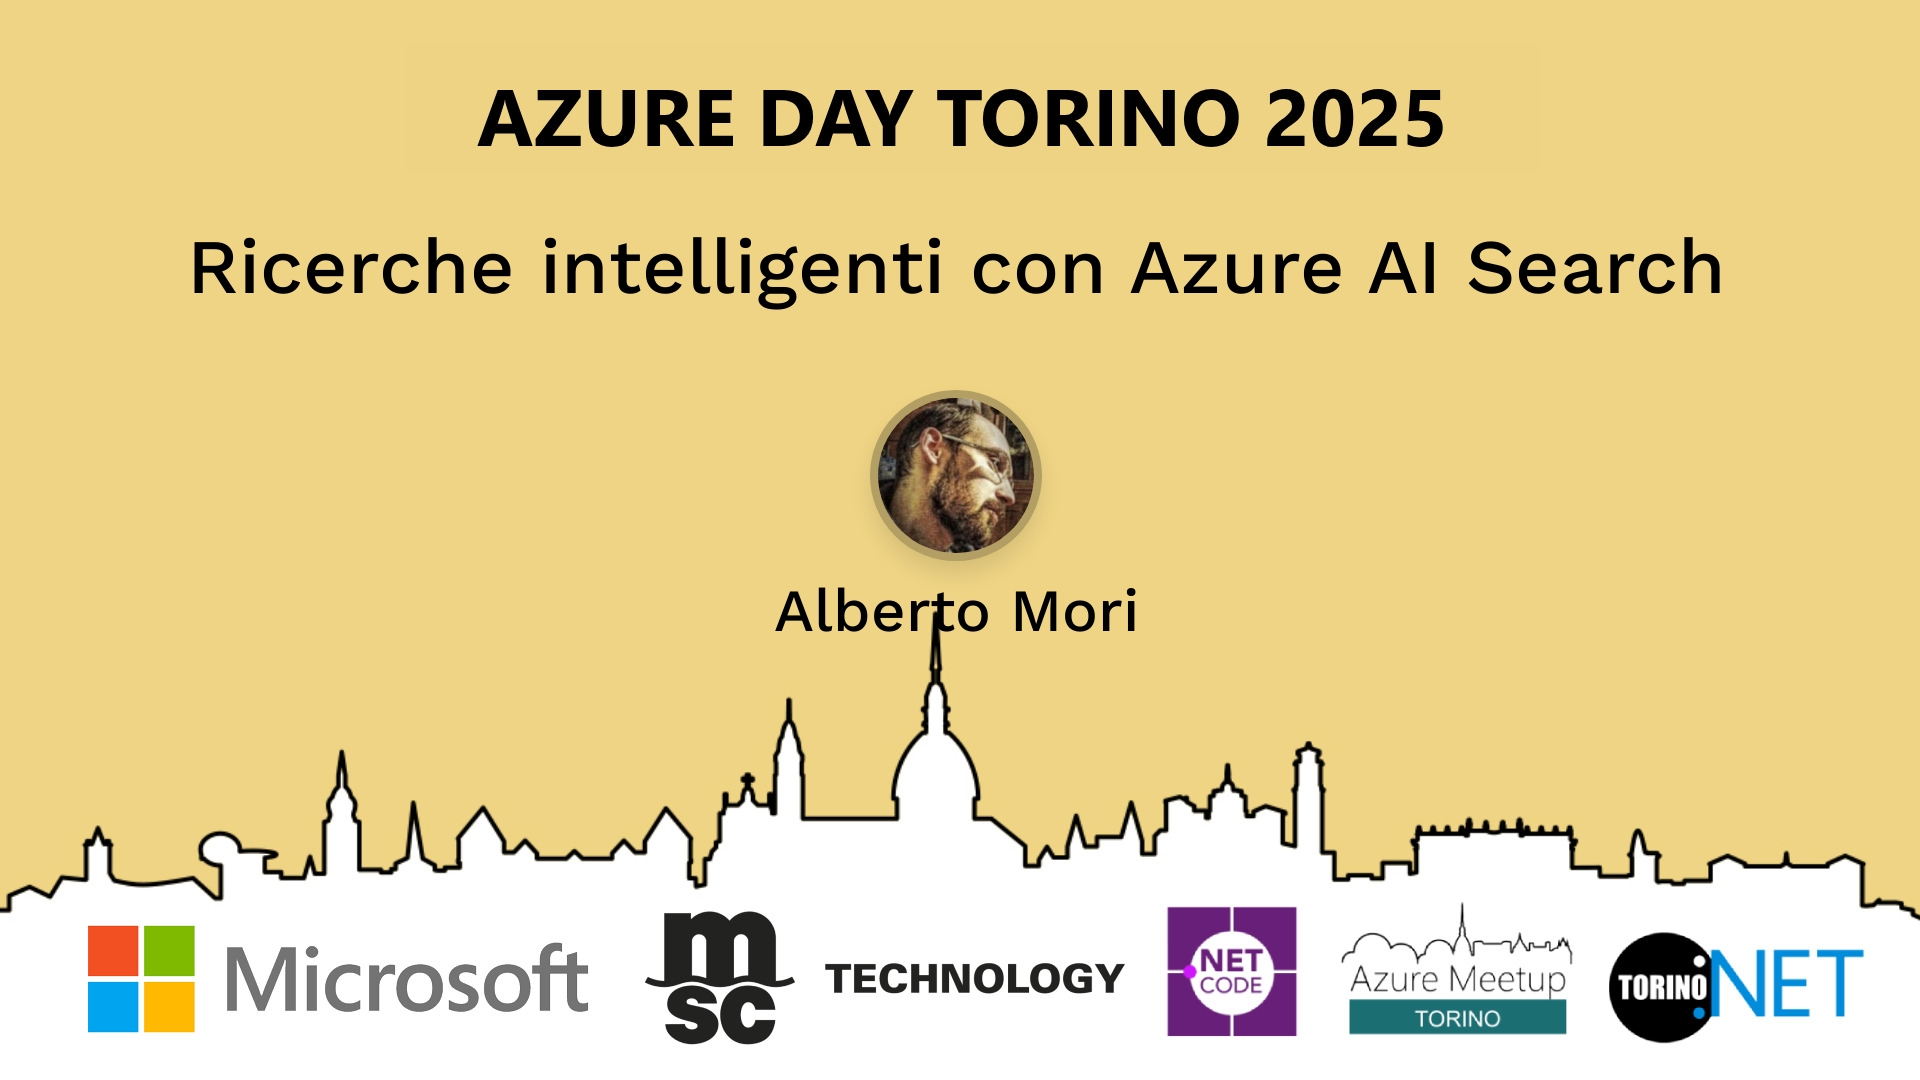 AZURE DAY TORINO 2025
Ricerche intelligenti con Azure AI Search
Alberto Mori
Microsoft
msc
TECHNOLOGY
NET
CODE
Azure Meetup
TORINO
TORINO NET